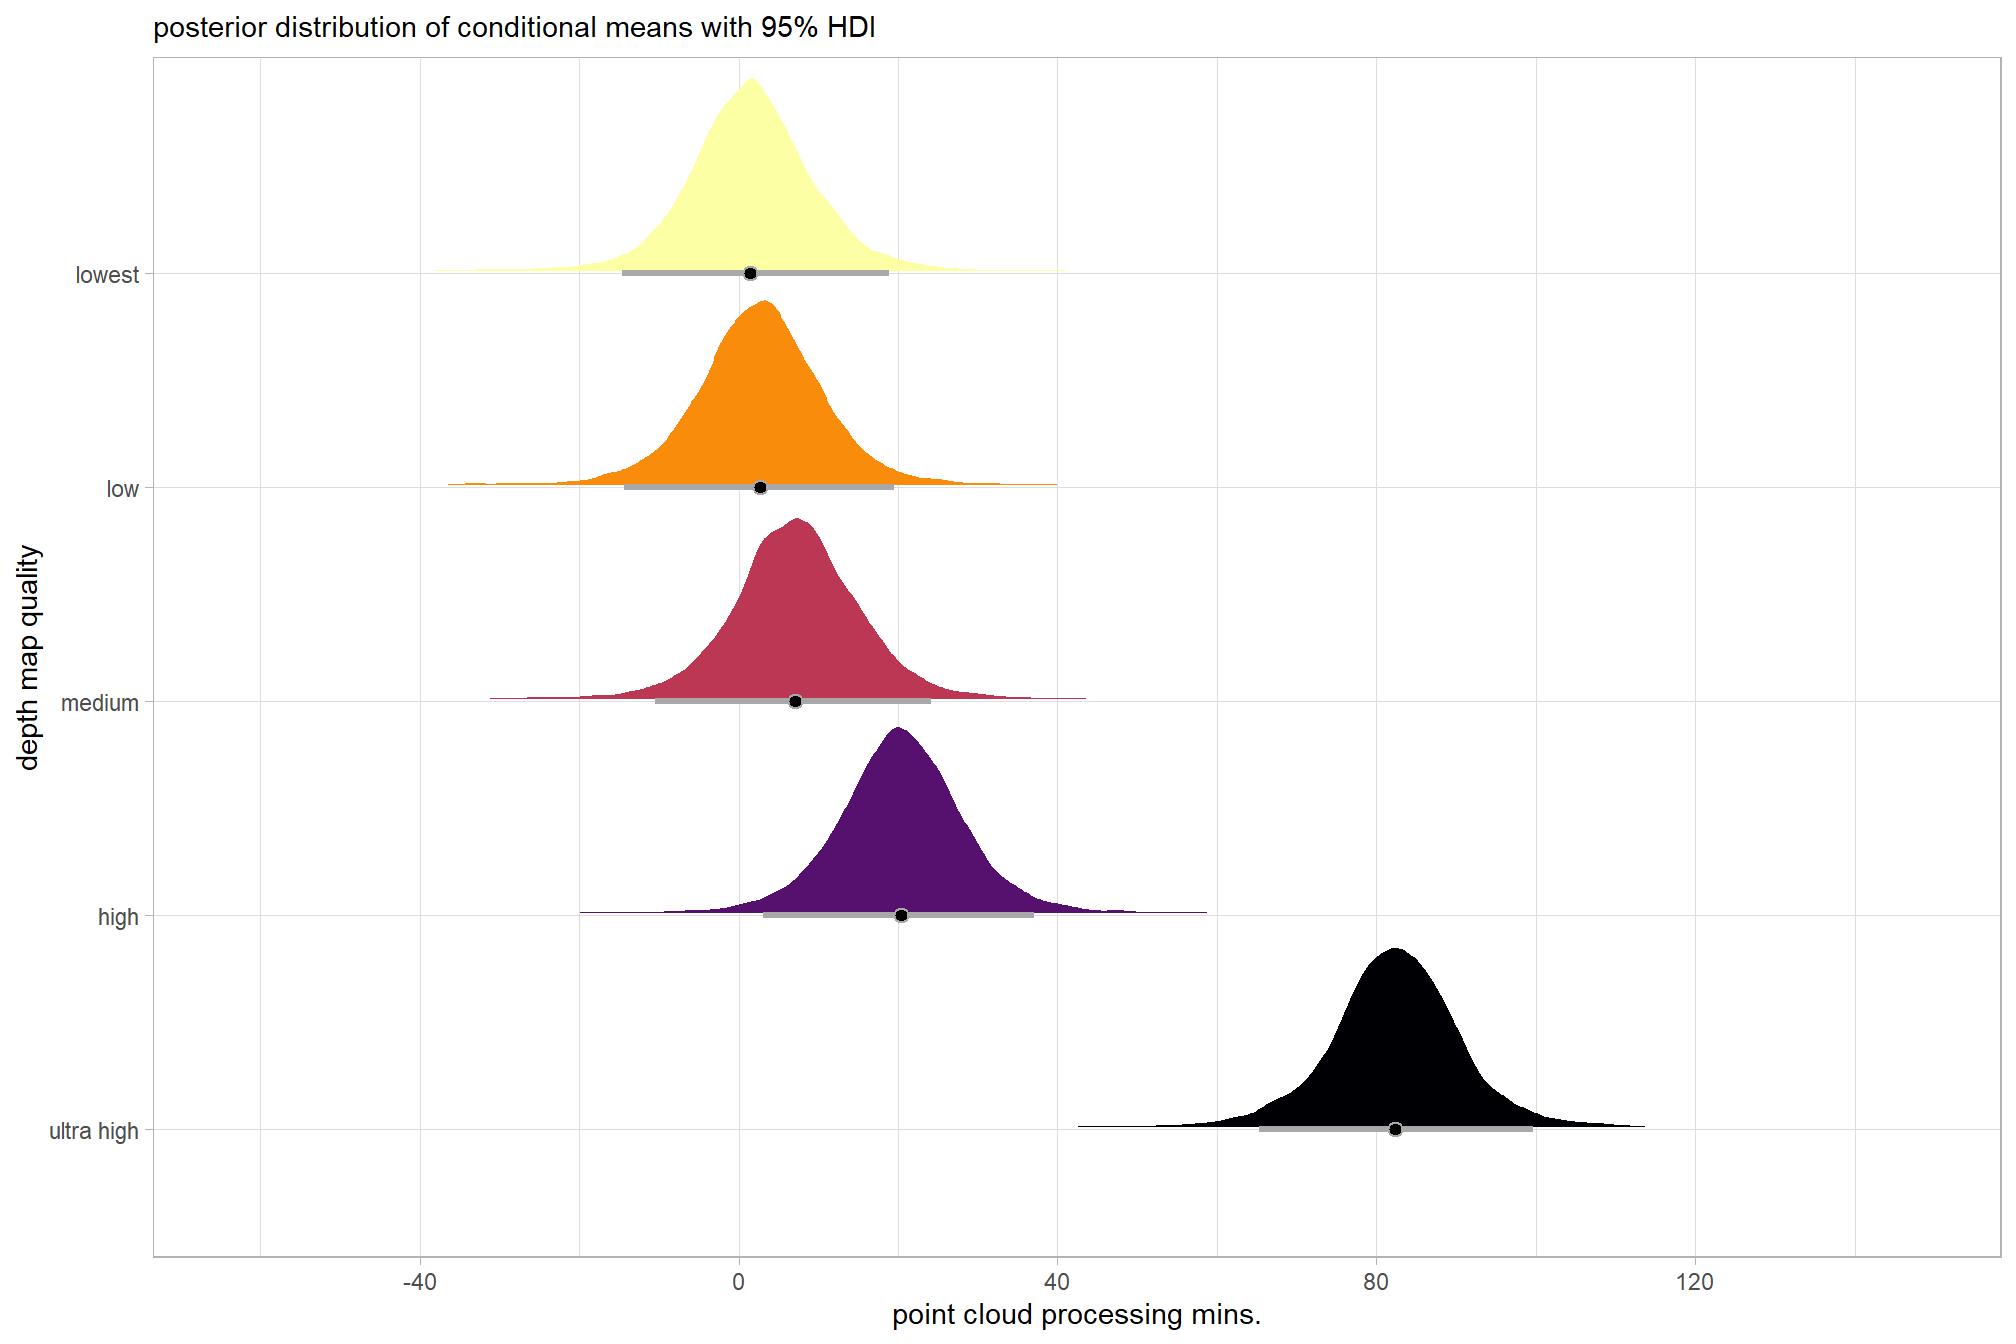 posterior distribution of conditional means with 95% HDI
depth map quality
lowest
low
medium
high
ultra high
-40 0 40 80 120
point cloud processing mins.